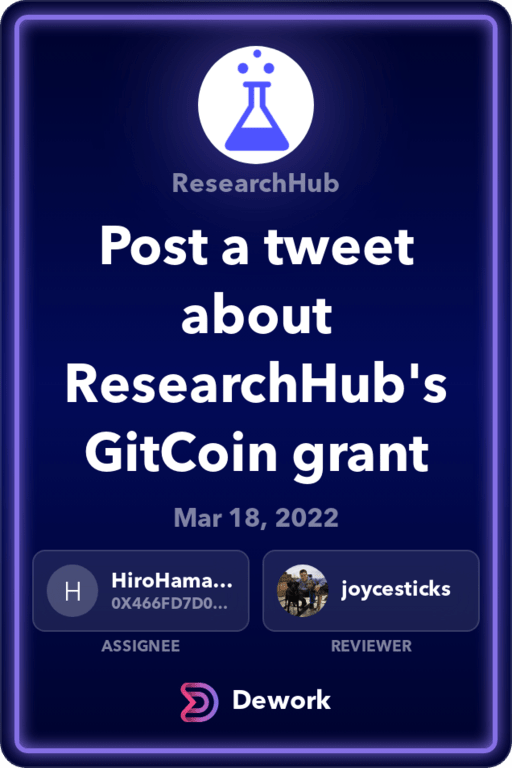 ResearchHub
Post a tweet
about
ResearchHub's
GitCoin grant
Mar 18, 2022
H
HiroHama...
0X466FD7D0...
ASSIGNEE
joycesticks
REVIEWER
Dework